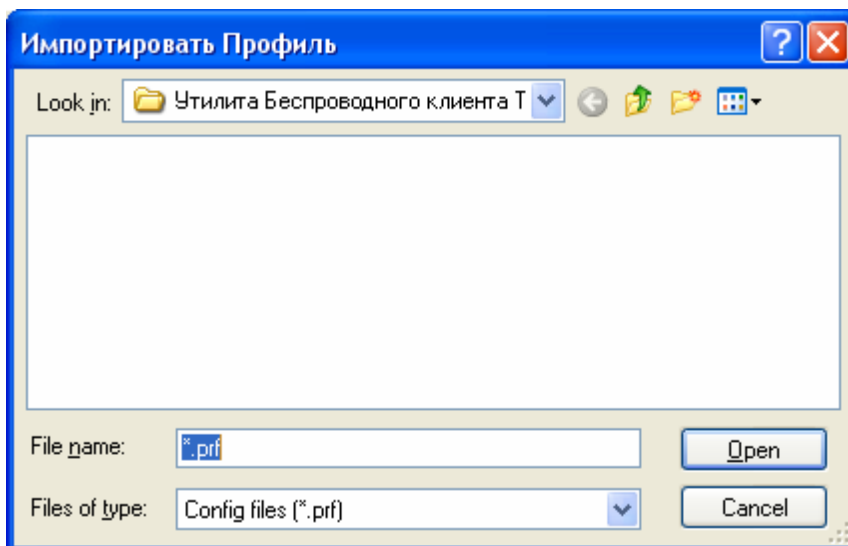 Импортировать Профиль
Look in: Утилита Беспроводного клиента T
File name: *.prf
Open
Files of type: Config files (*.prf)
Cancel